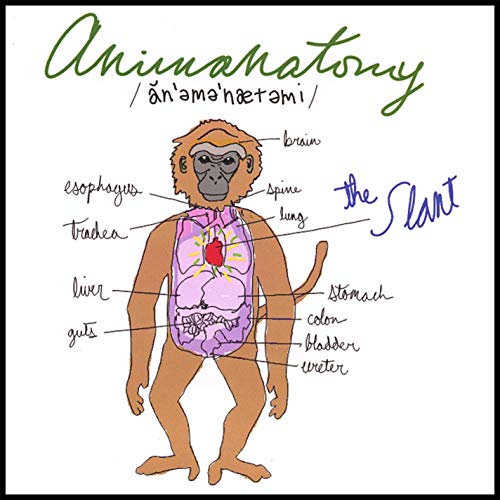 Animanatomy
/ăn'əmə'nætəmi/
brain
esophagus
spine
the Slant
trachea
lung
liver
stomach
guts
colon
bladder
ureter